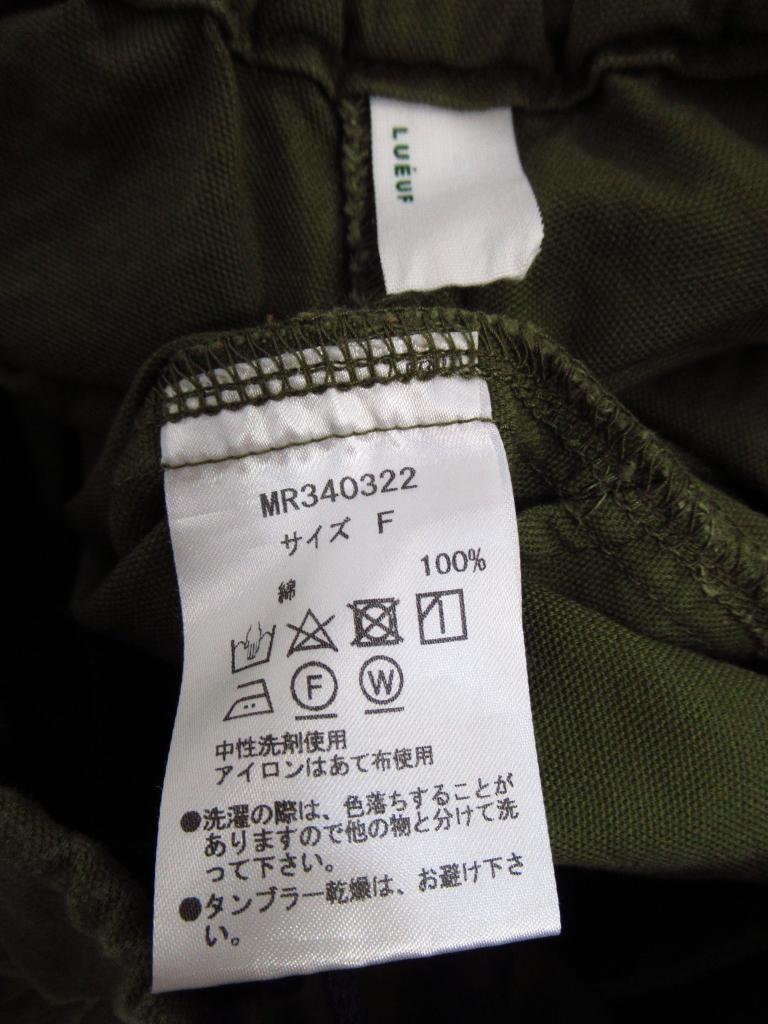 LUÉUF
MR340322
サイズ F
綿 100%
F W
中性洗剤使用
アイロンはあて布使用
●洗濯の際は、色落ちすることが
ありますので他の物と分けて洗
って下さい。
●タンブラー乾燥は、お避け下さ
い。